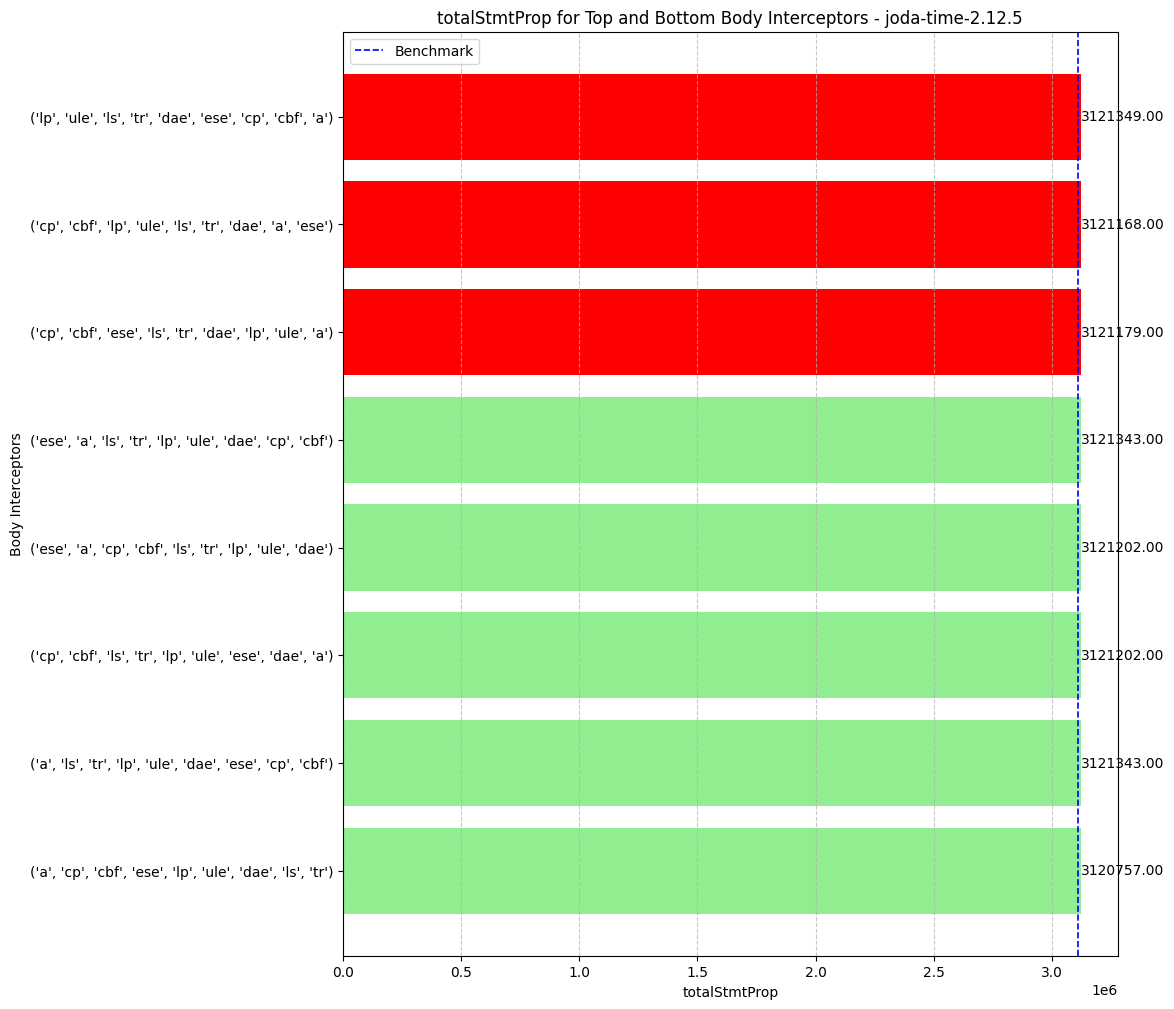 totalStmtProp for Top and Bottom Body Interceptors - joda-time-2.12.5
Benchmark
('lp', 'ule', 'ls', 'tr', 'dae', 'ese', 'cp', 'cbf', 'a')
3121349.00
('cp', 'cbf', 'lp', 'ule', 'ls', 'tr', 'dae', 'a', 'ese')
3121168.00
('cp', 'cbf', 'ese', 'ls', 'tr', 'dae', 'lp', 'ule', 'a')
3121179.00
('ese', 'a', 'ls', 'tr', 'lp', 'ule', 'dae', 'cp', 'cbf')
3121343.00
('ese', 'a', 'cp', 'cbf', 'ls', 'tr', 'lp', 'ule', 'dae')
3121202.00
('cp', 'cbf', 'ls', 'tr', 'lp', 'ule', 'ese', 'dae', 'a')
3121202.00
('a', 'ls', 'tr', 'lp', 'ule', 'dae', 'ese', 'cp', 'cbf')
3121343.00
('a', 'cp', 'cbf', 'ese', 'lp', 'ule', 'dae', 'ls', 'tr')
3120757.00
Body Interceptors
0.0 0.5 1.0 1.5 2.0 2.5 3.0
1e6
totalStmtProp